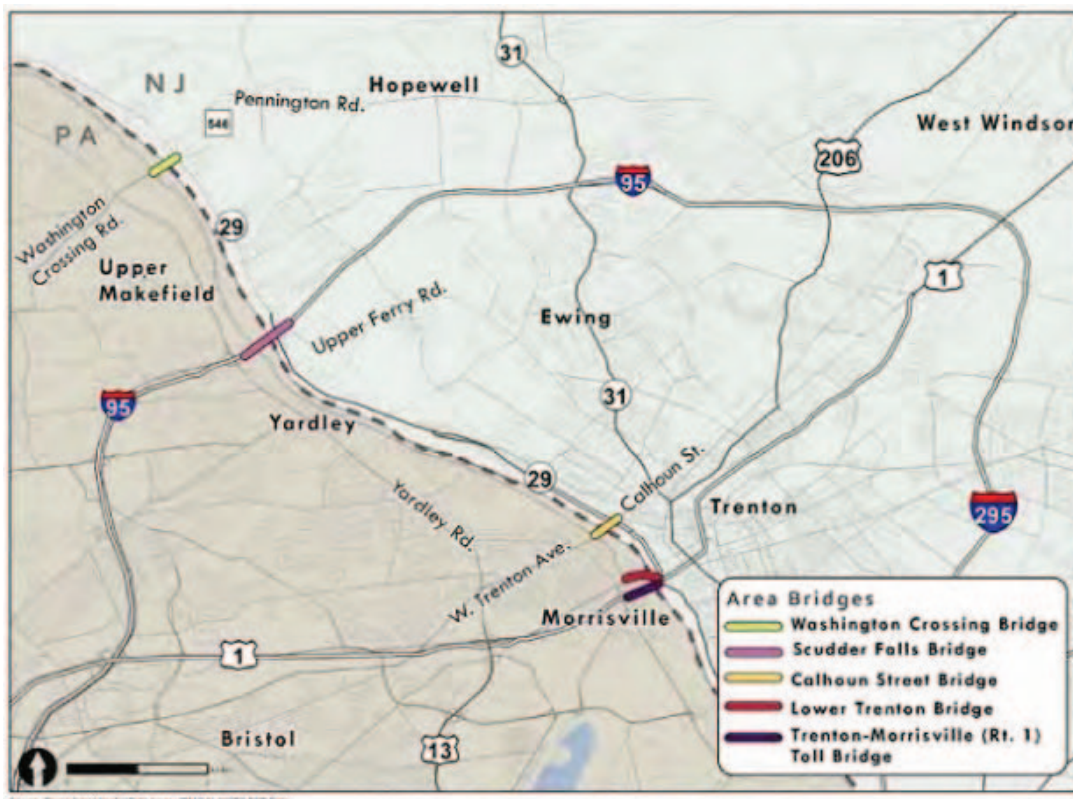 NJ
PA
546
Pennington Rd.
Hopewell
31
West Windsor
206
95
Washington
Crossing Rd.
29
Upper
Makefield
Upper Ferry Rd.
Ewing
1
95
31
Yardley
29
Calhoun St.
Yardley Rd.
Trenton
295
W. Trenton Ave.
Morrisville
1
Bristol
13
Area Bridges
Washington Crossing Bridge
Scudder Falls Bridge
Calhoun Street Bridge
Lower Trenton Bridge
Trenton-Morrisville (Rt. 1)
Toll Bridge